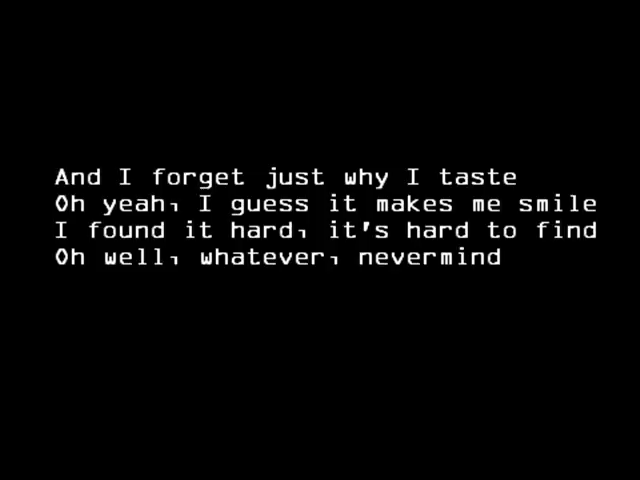 And I forget just why I taste
Oh yeah, I guess it makes me smile
I found it hard, it's hard to find
Oh well, whatever, nevermind